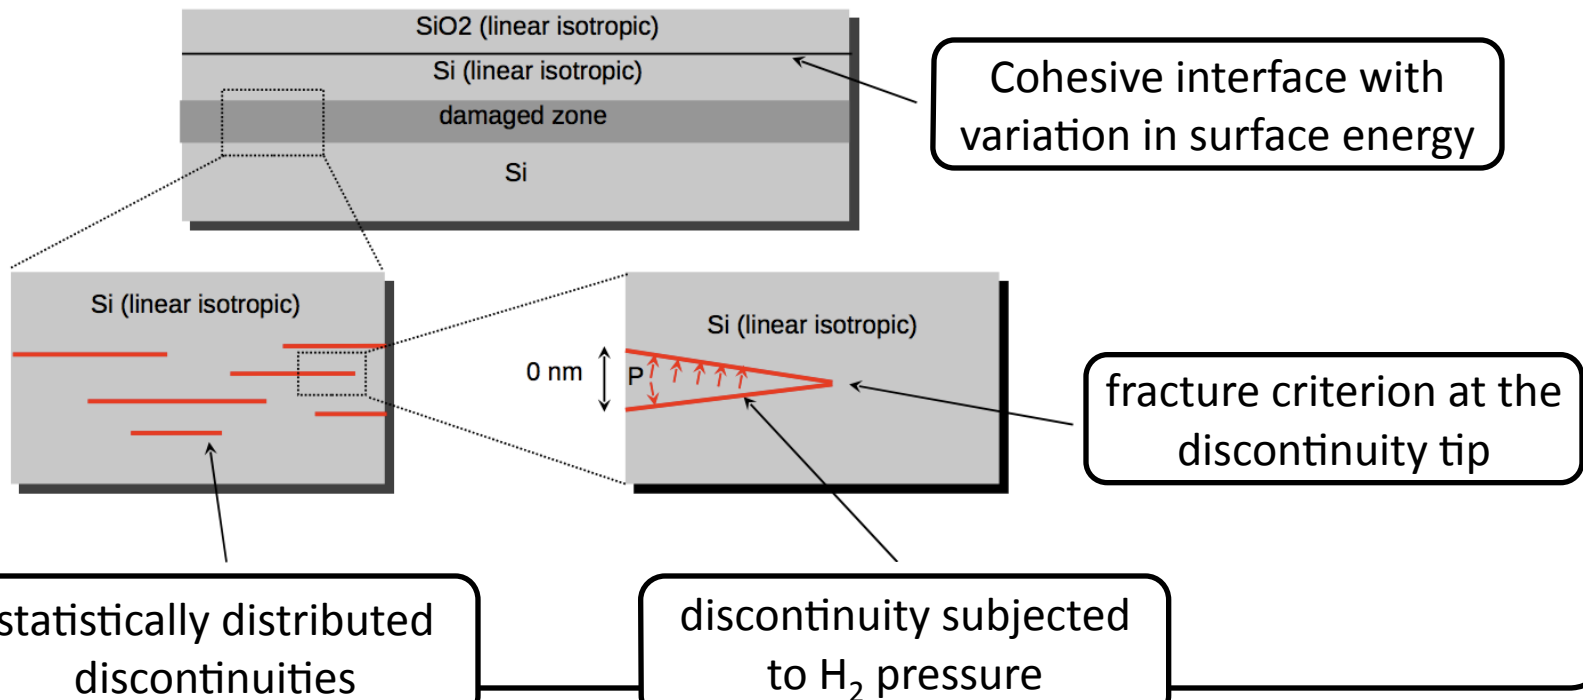 SiO2 (linear isotropic)
Si (linear isotropic)
damaged zone
Si
Cohesive interface with
variation in surface energy
Si (linear isotropic)
Si (linear isotropic)
0 nm
P
fracture criterion at the
discontinuity tip
statistically distributed
discontinuities
discontinuity subjected
to H₂ pressure